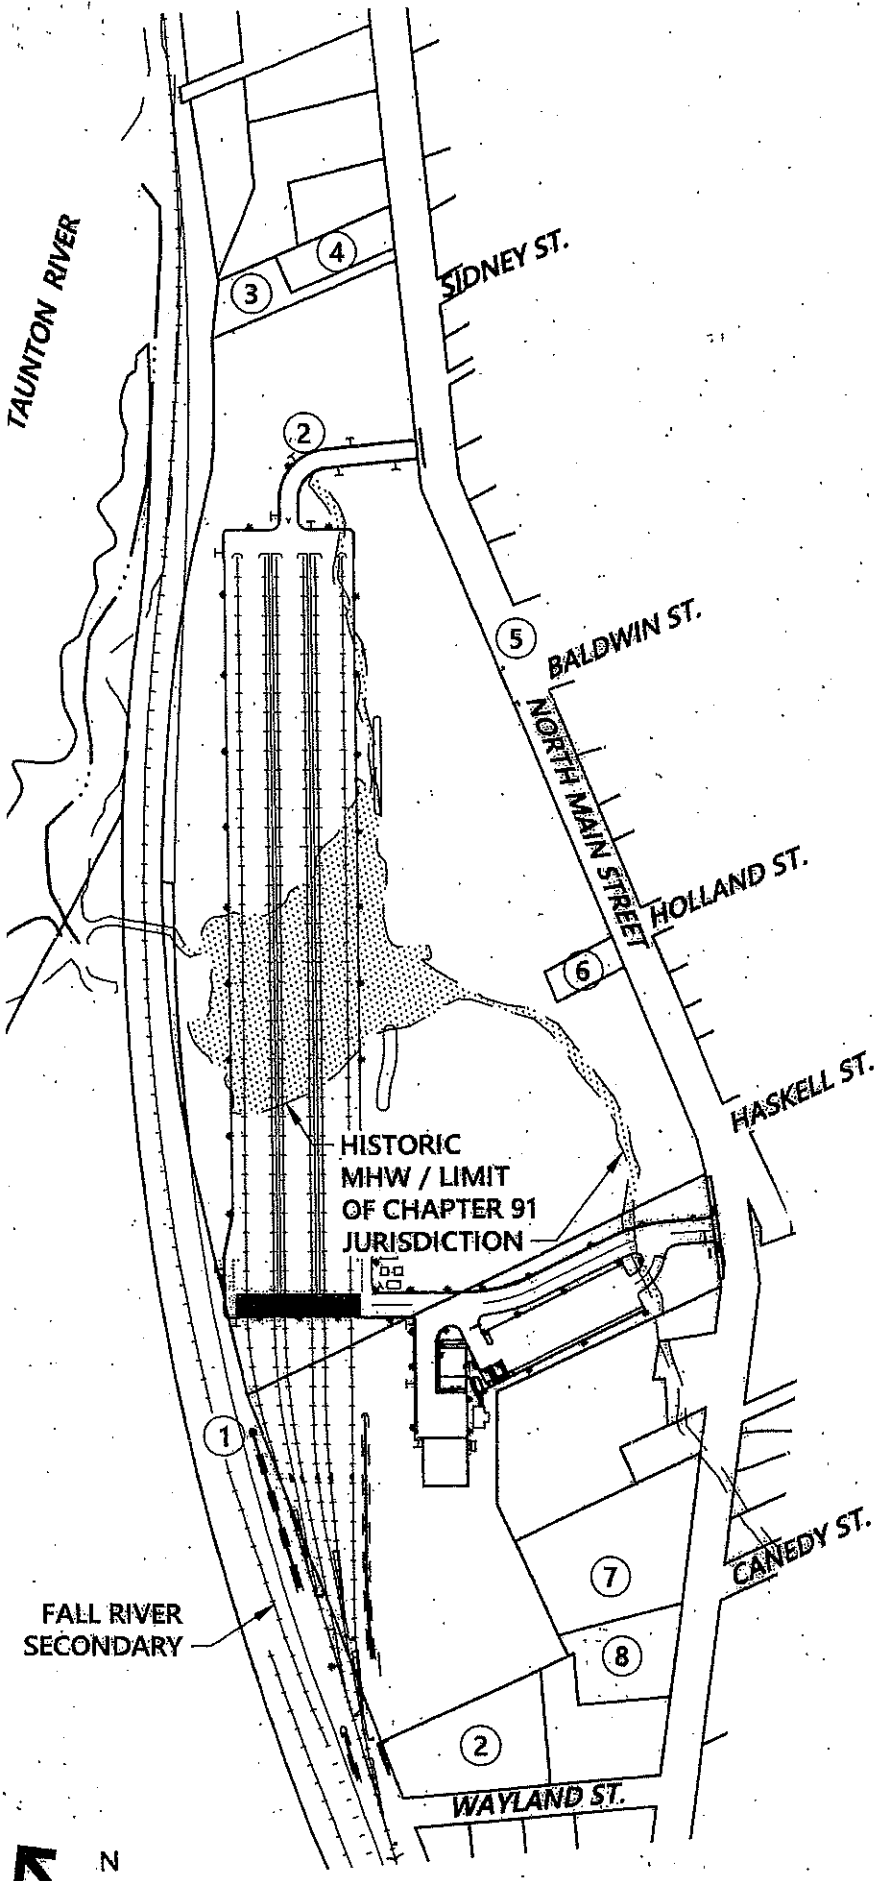 TAUNTON RIVER
SIDNEY ST.
4
3
2
5
BALDWIN ST.
NORTH MAIN STREET
HOLLAND ST.
6
HASKELL ST.
HISTORIC
MHW / LIMIT
OF CHAPTER 91
JURISDICTION
1
CANEDY ST.
7
FALL RIVER
SECONDARY
8
2
WAYLAND ST.
N